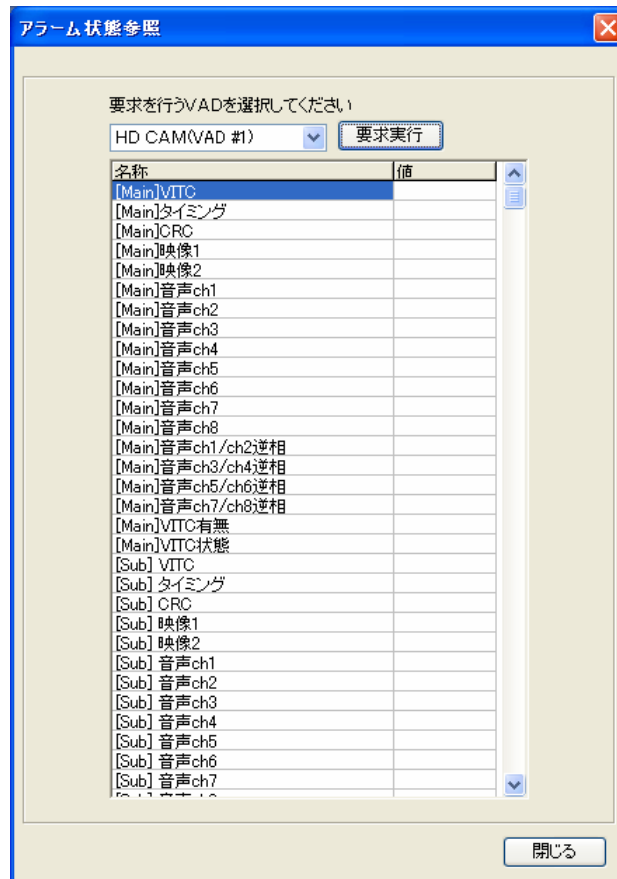 アラーム状態参照
要求を行うVADを選択してください
HD CAM(VAD #1) 要求実行
名称 値
[Main]VITC
[Main]タイミング
[Main]CRC
[Main]映像1
[Main]映像2
[Main]音声ch1
[Main]音声ch2
[Main]音声ch3
[Main]音声ch4
[Main]音声ch5
[Main]音声ch6
[Main]音声ch7
[Main]音声ch8
[Main]音声ch1/ch2逆相
[Main]音声ch3/ch4逆相
[Main]音声ch5/ch6逆相
[Main]音声ch7/ch8逆相
[Main]VITC有無
[Main]VITC状態
[Sub] VITC
[Sub] タイミング
[Sub] CRC
[Sub] 映像1
[Sub] 映像2
[Sub] 音声ch1
[Sub] 音声ch2
[Sub] 音声ch3
[Sub] 音声ch4
[Sub] 音声ch5
[Sub] 音声ch6
[Sub] 音声ch7
閉じる